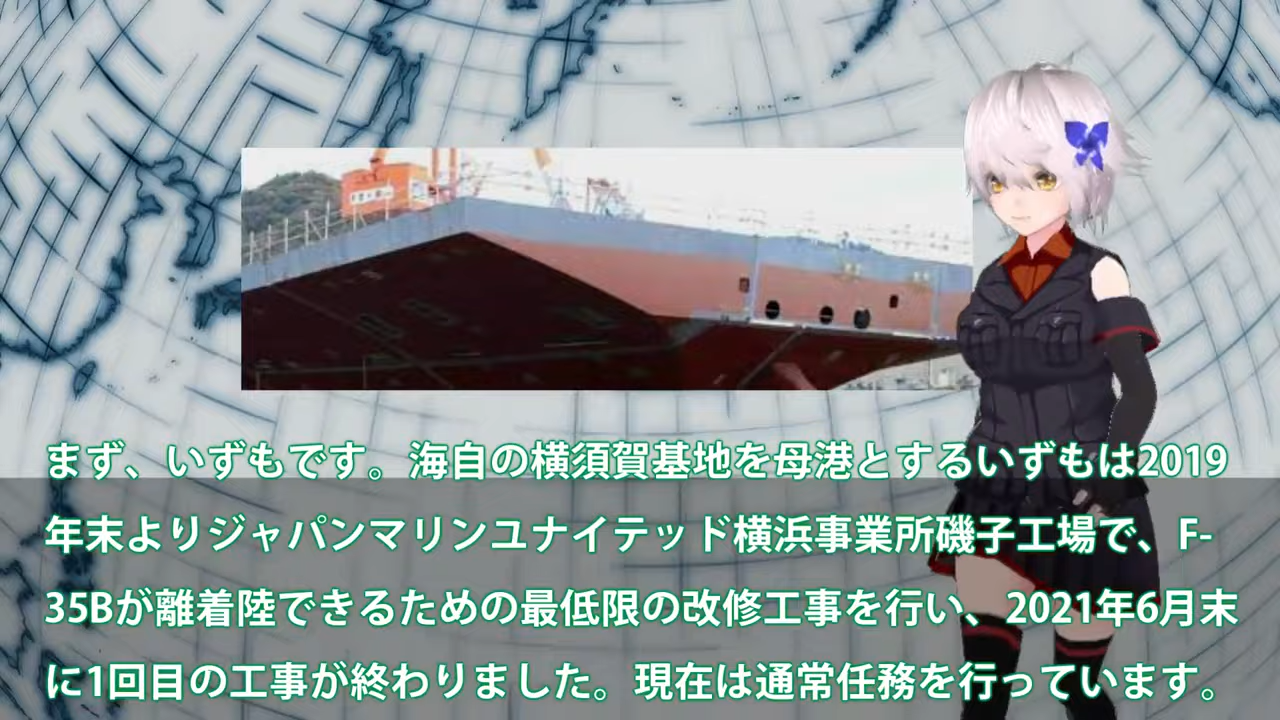 まず、いずもです。海自の横須賀基地を母港とするいずもは2019
年末よりジャパンマリンユナイテッド横浜事業所磯子工場で、F-
35Bが離着陸できるための最低限の改修工事を行い、2021年6月末
に1回目の工事が終わりました。現在は通常任務を行っています。